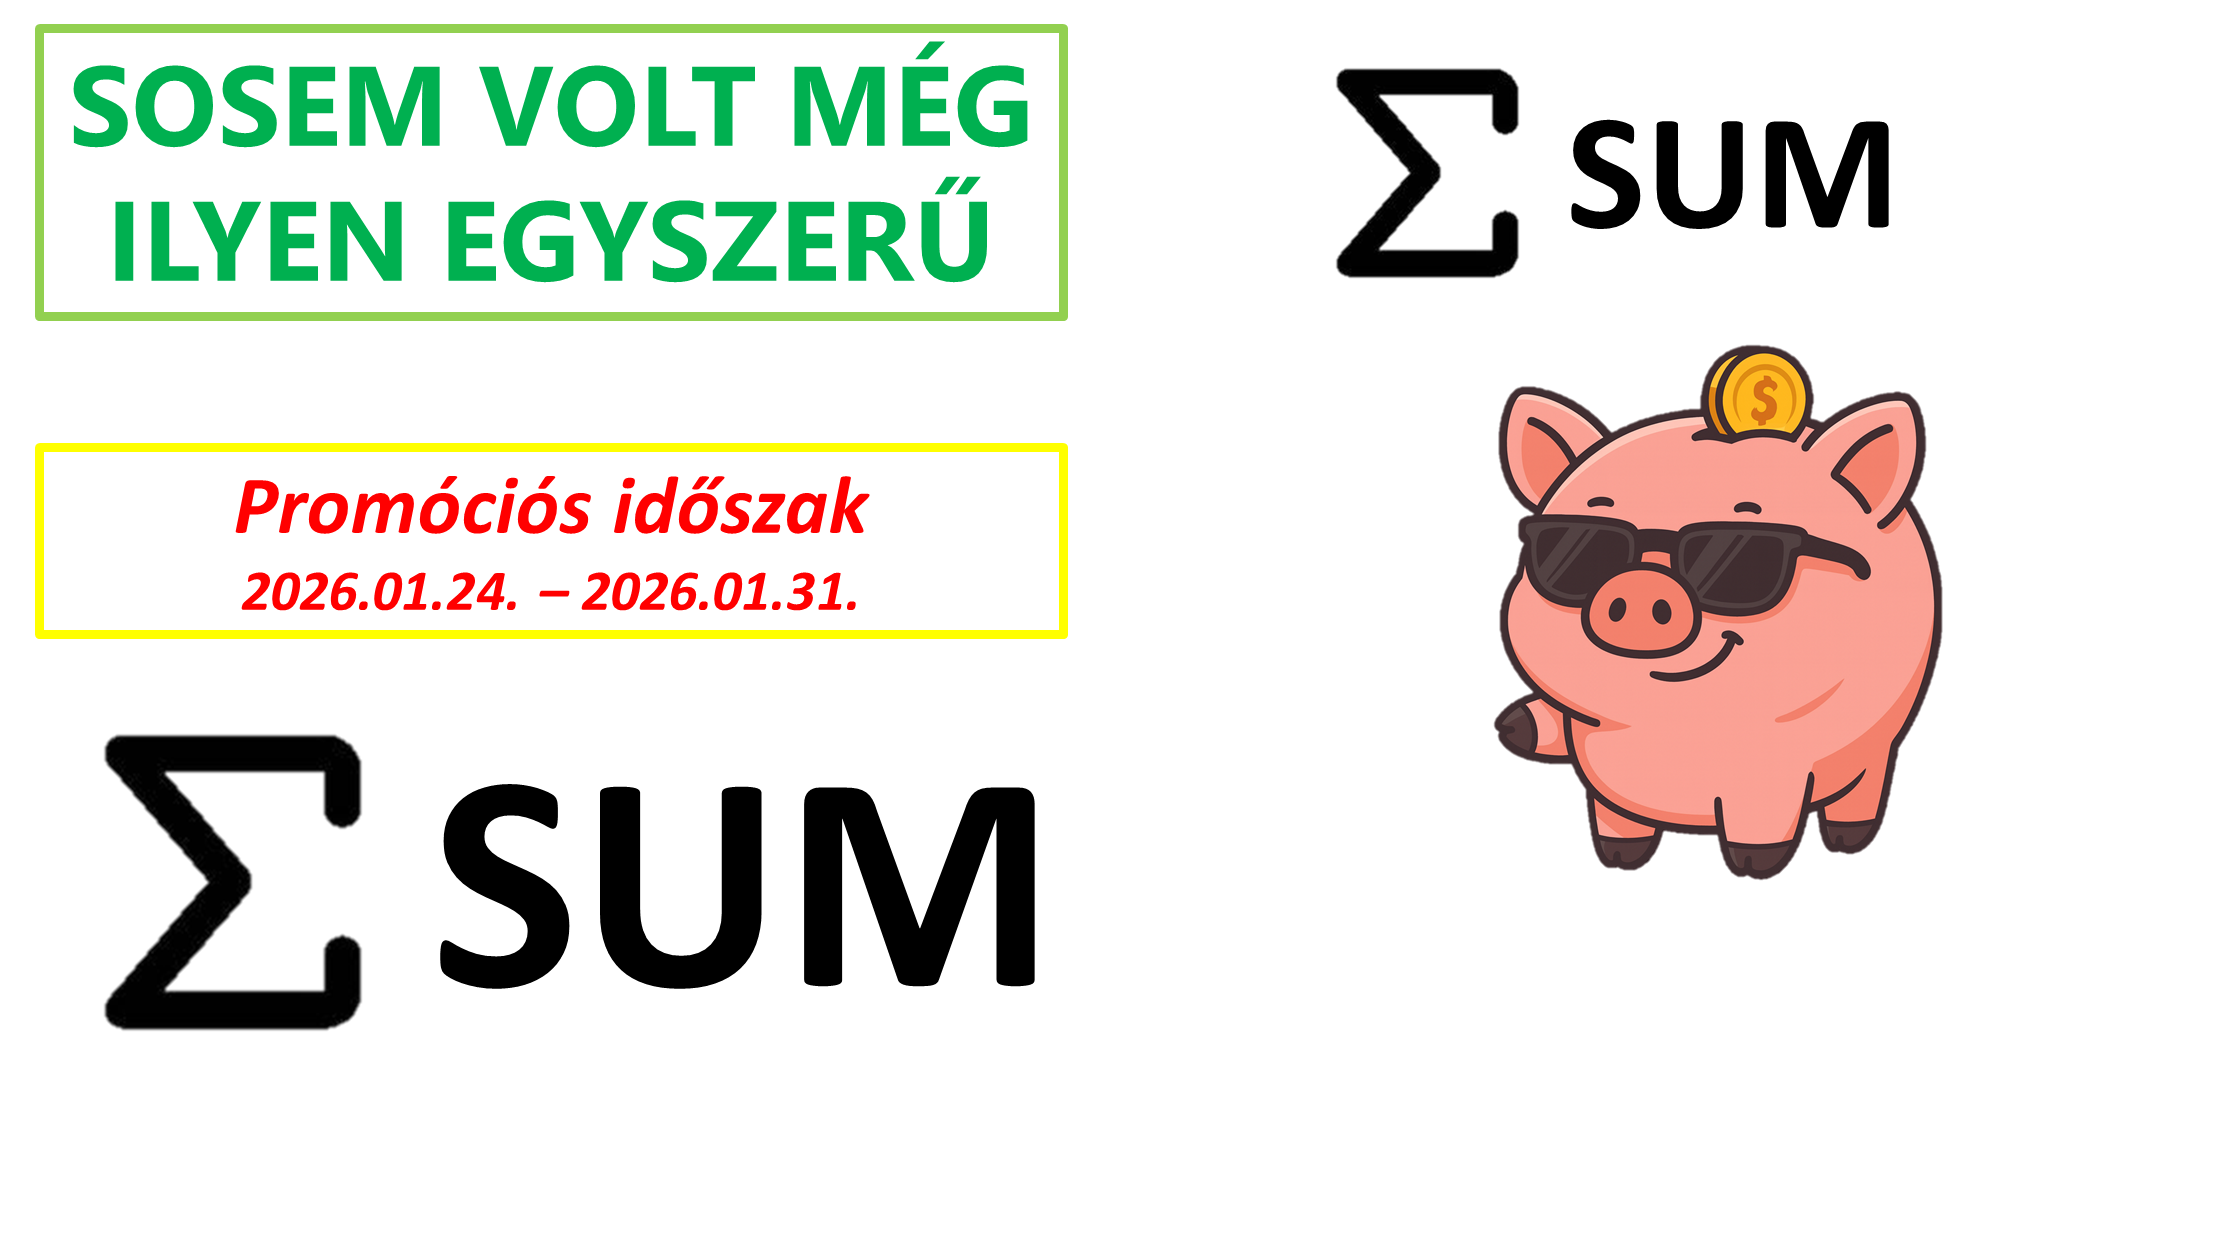 SOSEM VOLT MÉG
ILYEN EGYSZERŰ
Promóciós időszak
2026.01.24. – 2026.01.31.
Σ SUM
Σ SUM
$